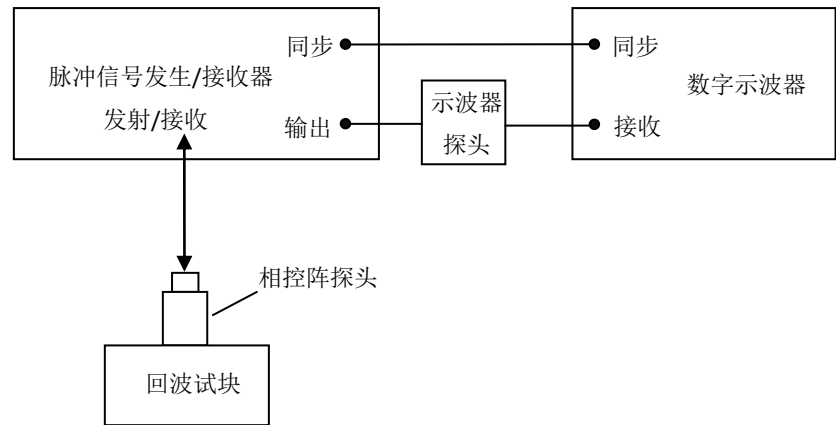 同步
同步
脉冲信号发生/接收器
数字示波器
示波器
探头
发射/接收
输出
接收
相控阵探头
回波试块